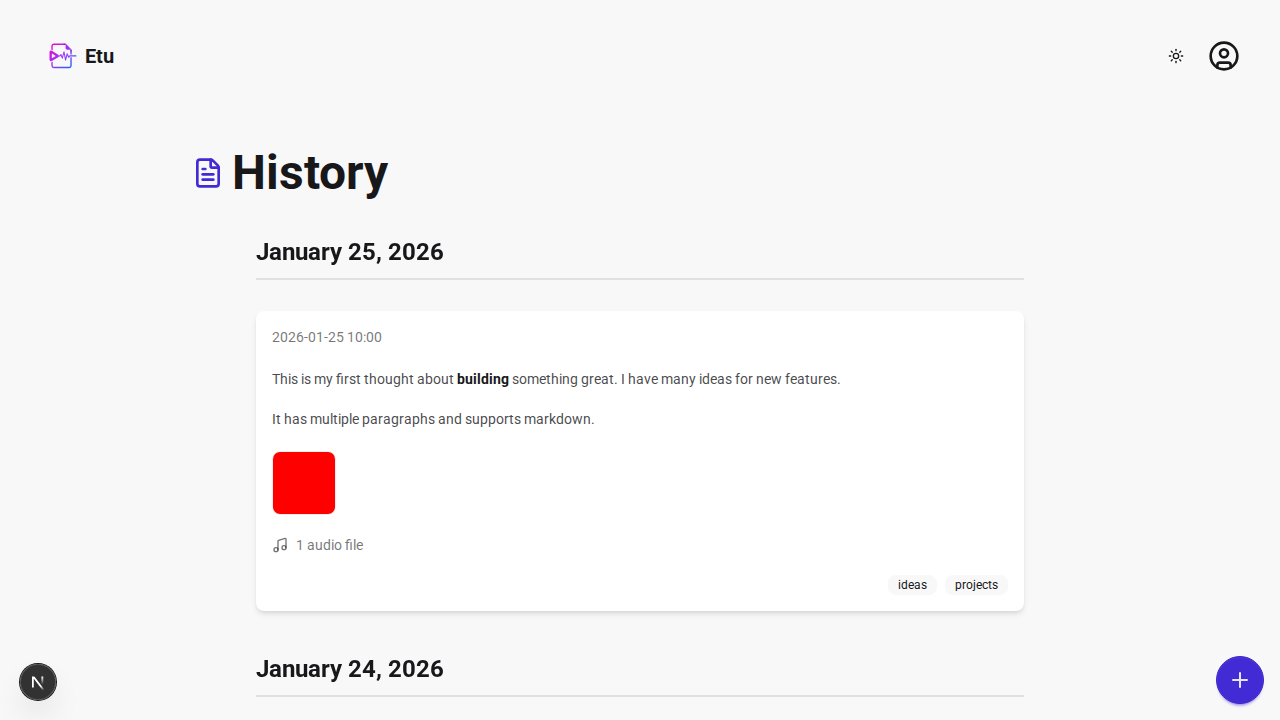 Etu
History
January 25, 2026
2026-01-25 10:00
This is my first thought about building something great. I have many ideas for new features.
It has multiple paragraphs and supports markdown.
1 audio file
ideas
projects
January 24, 2026
N